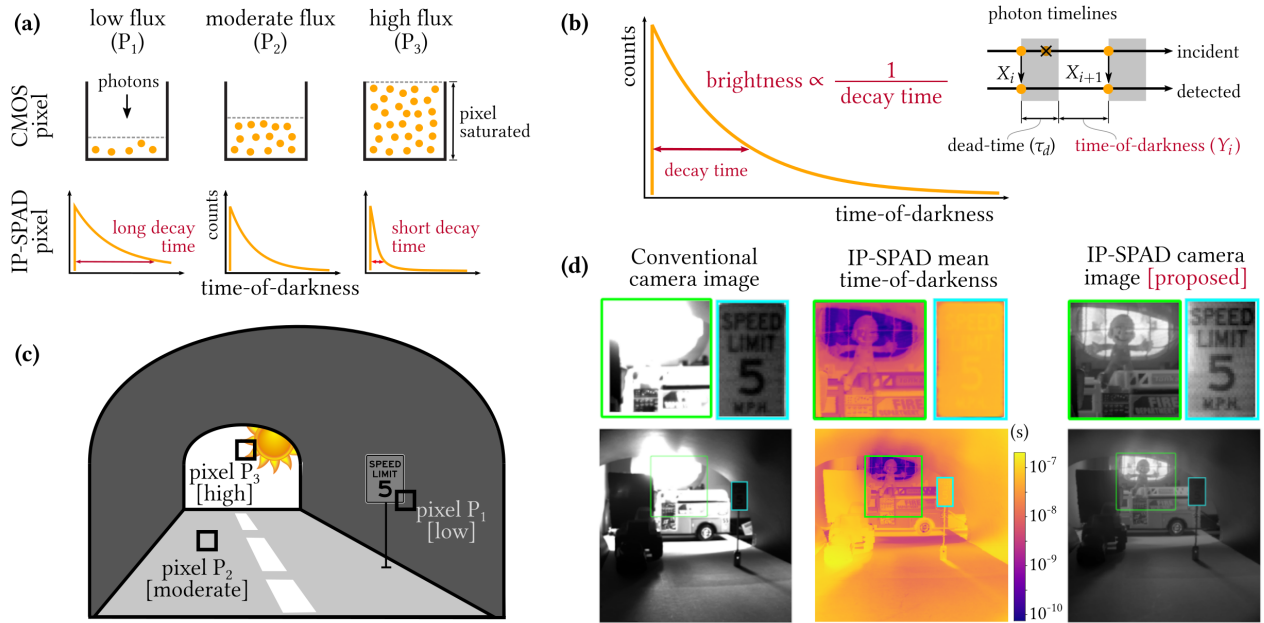 (a)
low flux
(P1)
moderate flux
(P2)
high flux
(P3)
CMOS
pixel
photons
pixel
saturated
IP-SPAD
pixel
counts
long decay
time
short decay
time
time-of-darkness
(b)
counts
brightness ∝ 1 / decay time
decay time
time-of-darkness
photon timelines
incident
Xi
Xi+1
detected
dead-time (τd)
time-of-darkness (Yi)
(c)
pixel P3
[high]
SPEED
LIMIT
5
pixel P1
[low]
pixel P2
[moderate]
(d)
Conventional
camera image
IP-SPAD mean
time-of-darkenss
IP-SPAD camera
image [proposed]
SPEED
LIMIT
5
M.P.H.
FIRE
SPEED
LIMIT
5
M.P.H.
FIRE
SPEED
LIMIT
5
M.P.H.
(s)
10⁻⁷
10⁻⁸
10⁻⁹
10⁻¹⁰